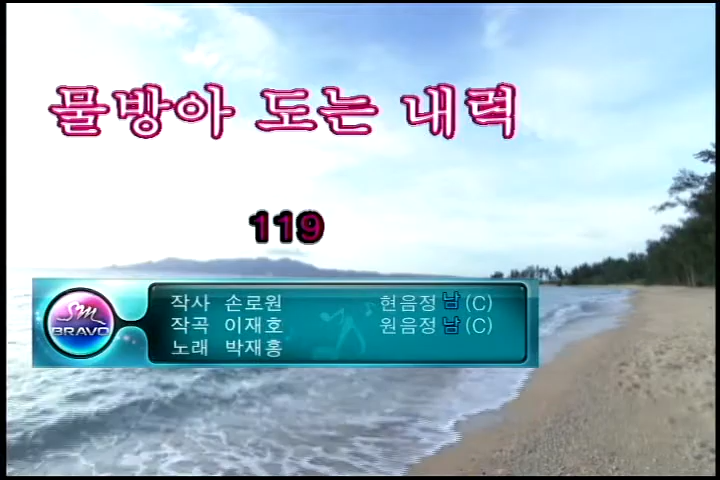 물방아 도는 내력
119
SM
BRAVO
작사 손로원 현음정 남(C)
작곡 이재호 원음정 남(C)
노래 박재홍